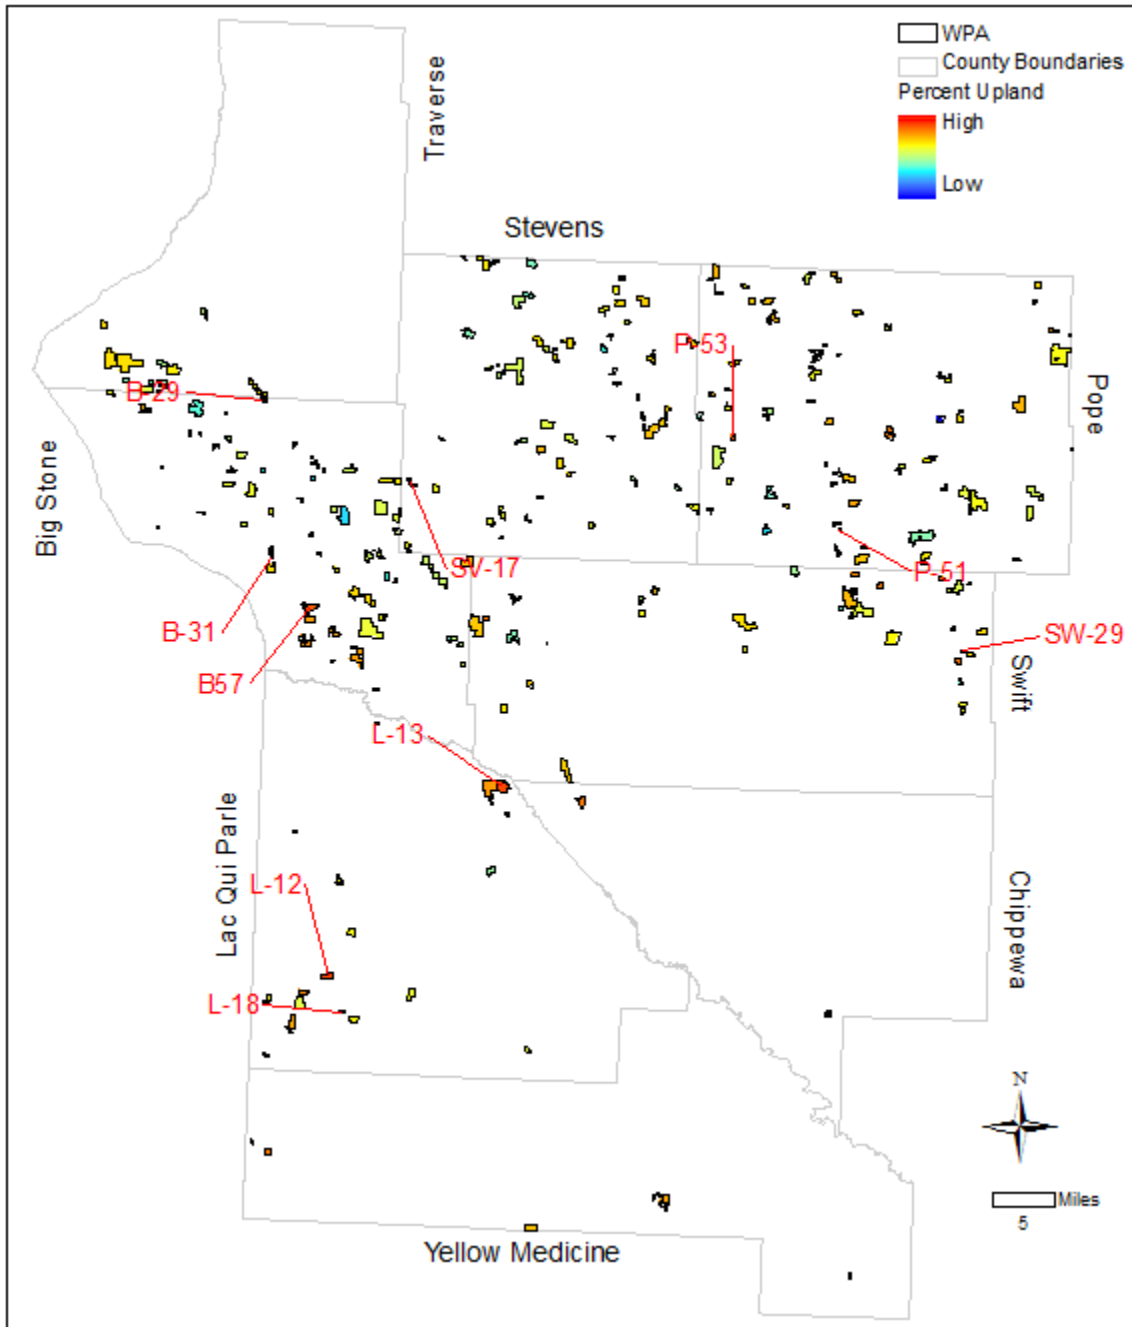 WPA
County Boundaries
Percent Upland
High
Low
Traverse
Stevens
P-53
B-29
Pope
Big Stone
SV-17
P-51
B-31
SW-29
B57
Swift
L-13
Lac Qui Parle
L-12
Chippewa
L-18
N
Miles
5
Yellow Medicine